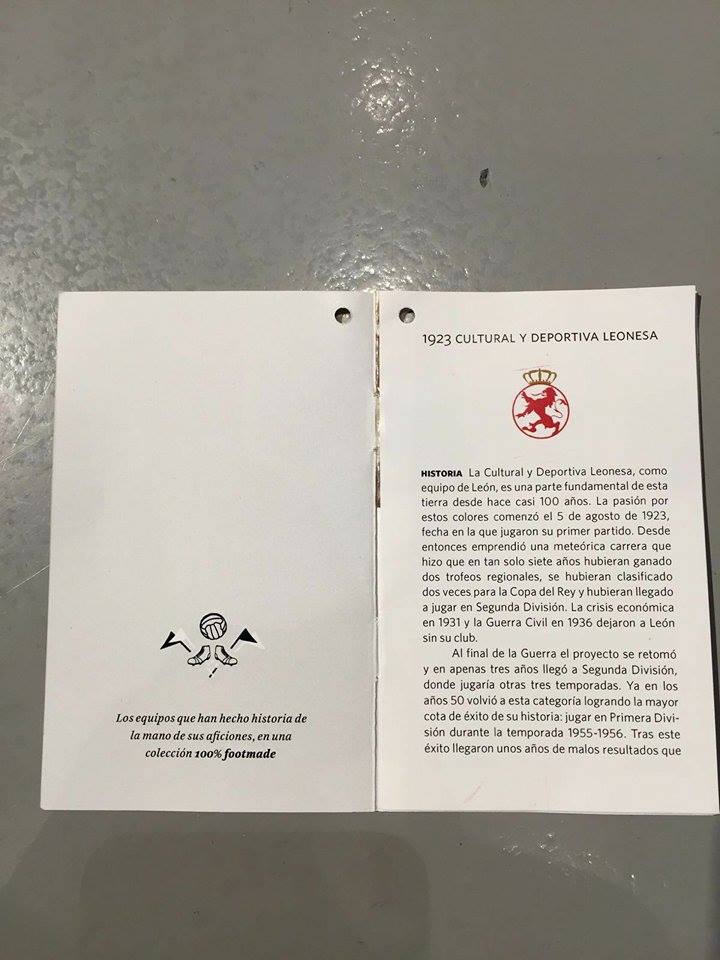 Los equipos que han hecho historia de
la mano de sus aficiones, en una
colección 100% footmade
1923 CULTURAL Y DEPORTIVA LEONESA
HISTORIA La Cultural y Deportiva Leonesa, como
equipo de León, es una parte fundamental de esta
tierra desde hace casi 100 años. La pasión por
estos colores comenzó el 5 de agosto de 1923,
fecha en la que jugaron su primer partido. Desde
entonces emprendió una meteórica carrera que
hizo que en tan solo siete años hubieran ganado
dos trofeos regionales, se hubieran clasificado
dos veces para la Copa del Rey y hubieran llegado
a jugar en Segunda División. La crisis económica
en 1931 y la Guerra Civil en 1936 dejaron a León
sin su club.
Al final de la Guerra el proyecto se retomó
y en apenas tres años llegó a Segunda División,
donde jugaría otras tres temporadas. Ya en los
años 50 volvió a esta categoría logrando la mayor
cota de éxito de su historia: jugar en Primera Divi-
sión durante la temporada 1955-1956. Tras este
éxito llegaron unos años de malos resultados que